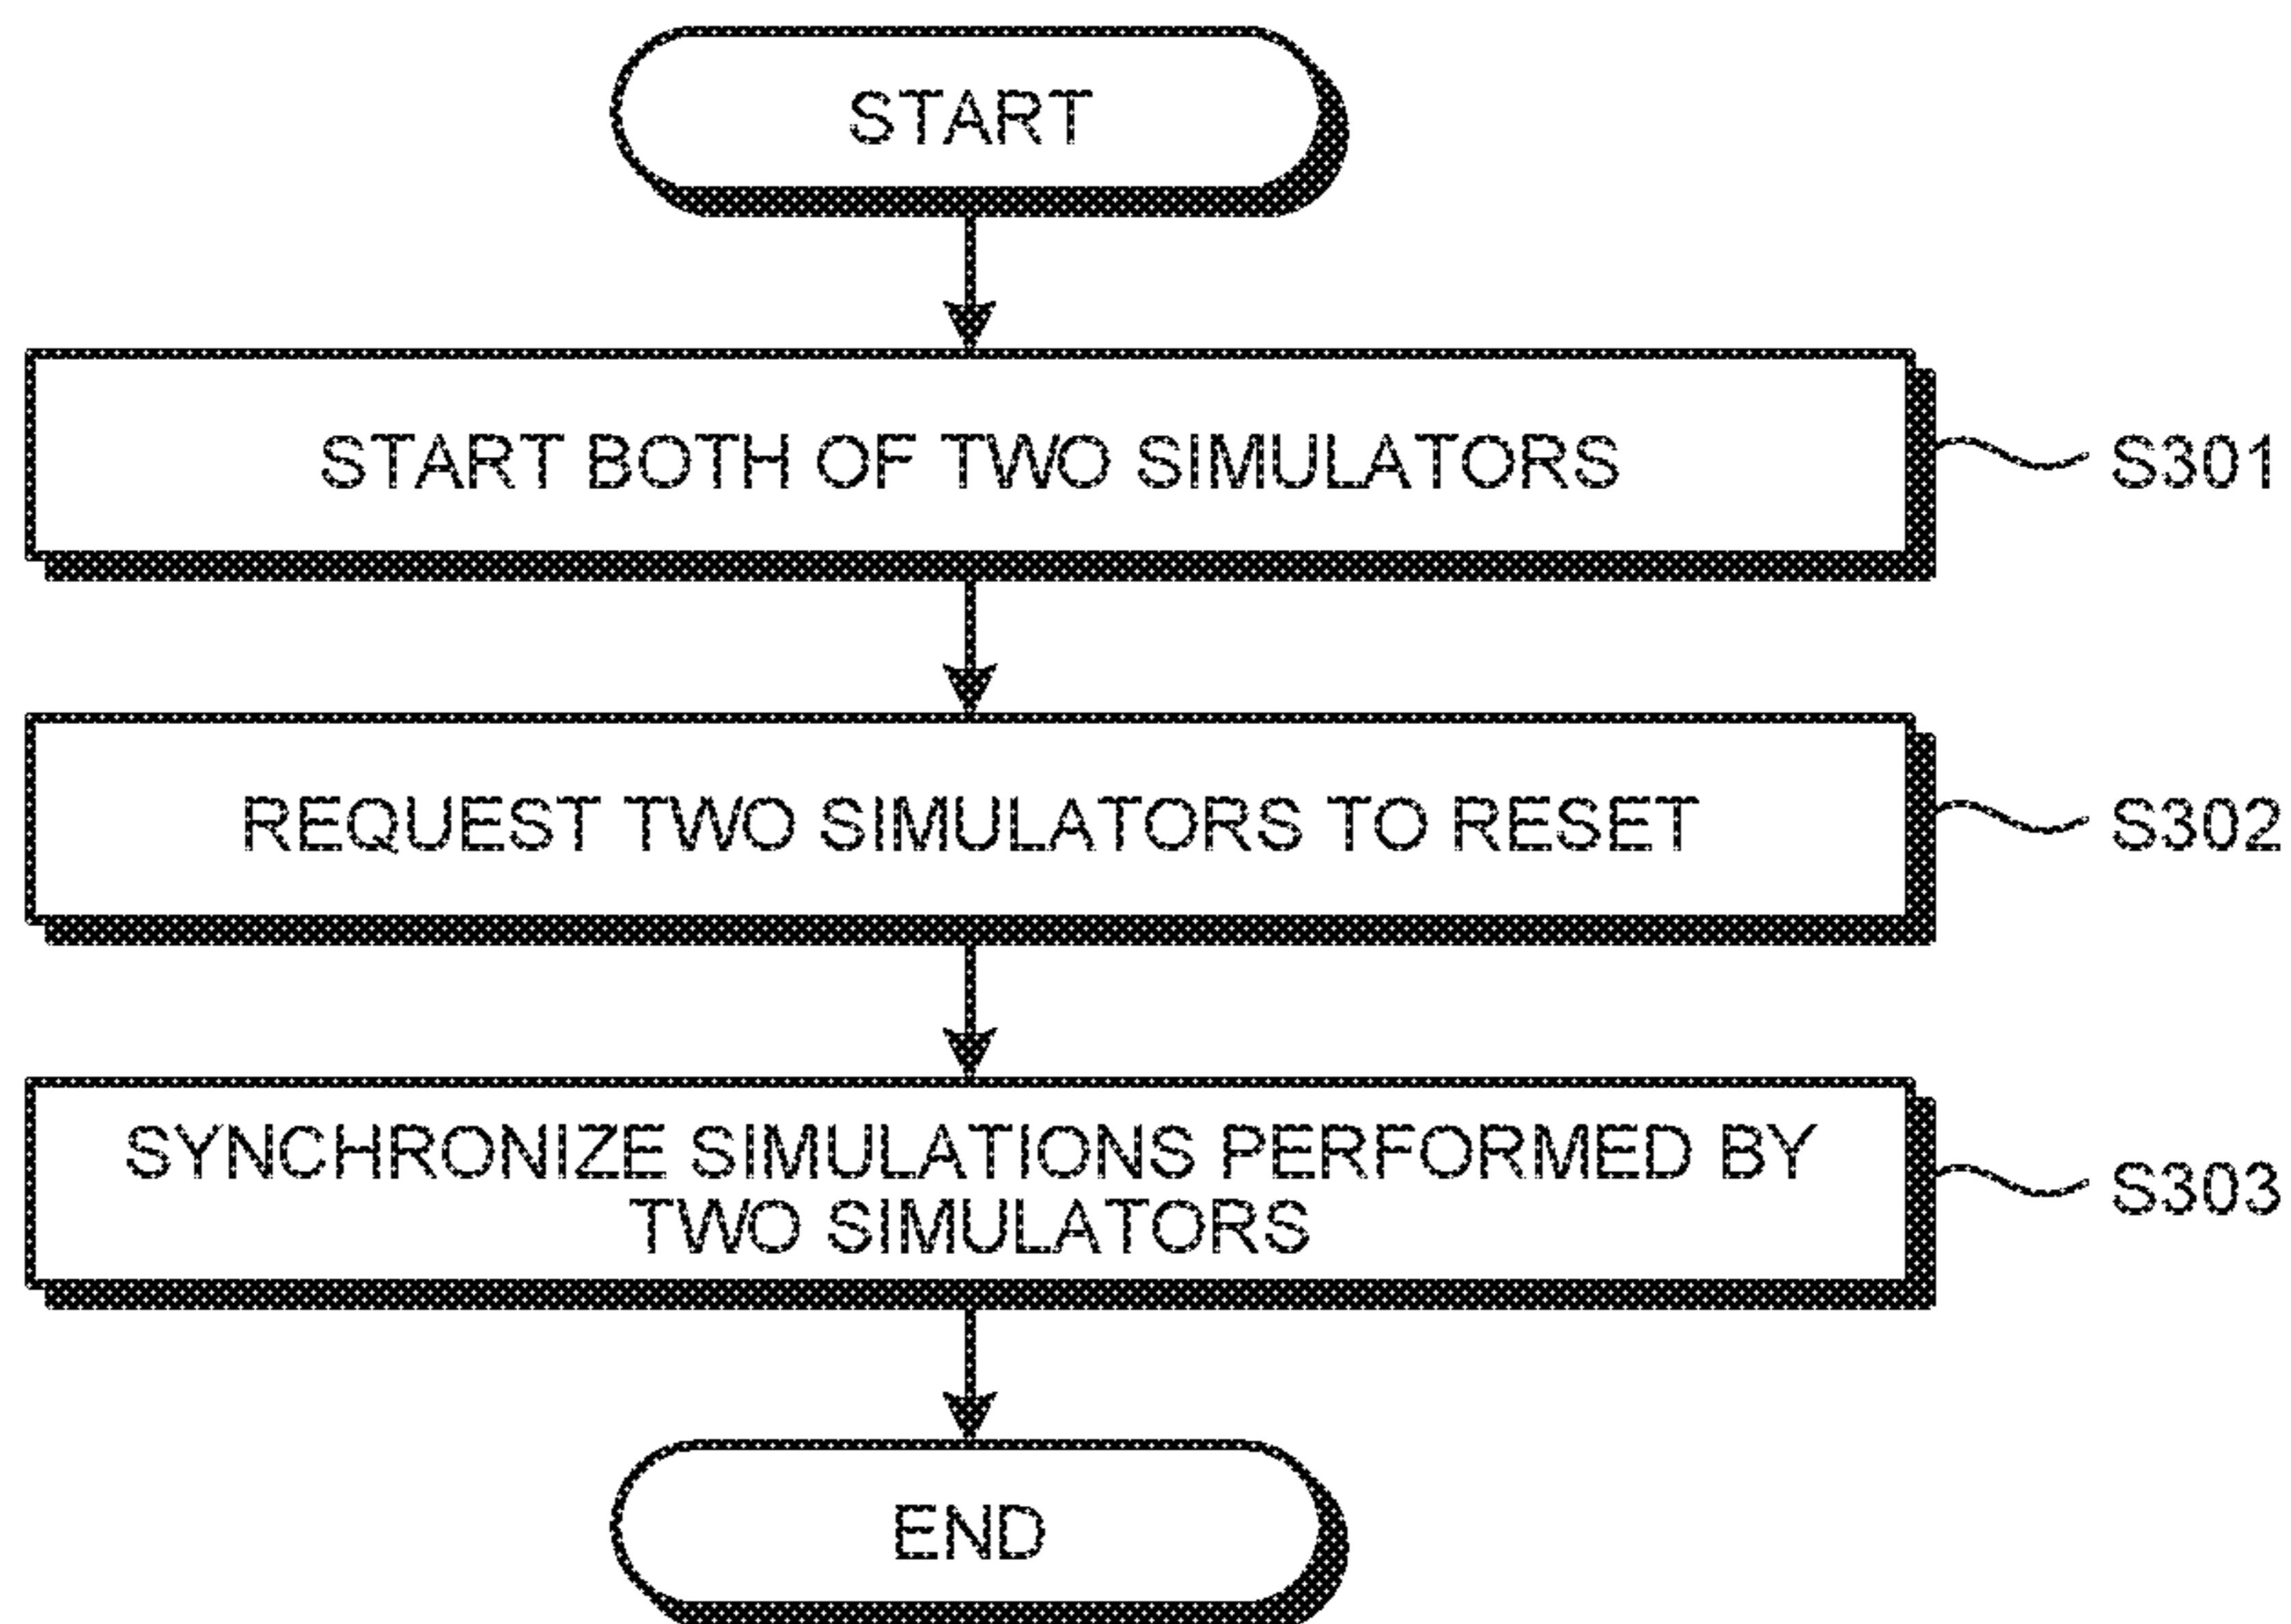 START
START BOTH OF TWO SIMULATORS
S301
REQUEST TWO SIMULATORS TO RESET
S302
SYNCHRONIZE SIMULATIONS PERFORMED BY
TWO SIMULATORS
S303
END